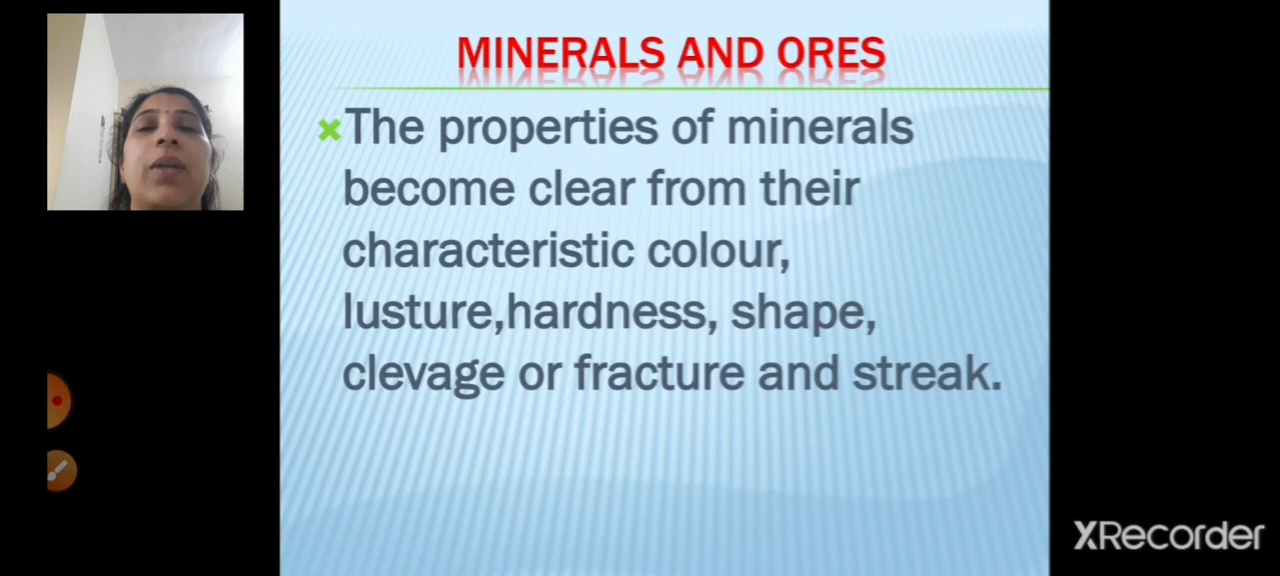 MINERALS AND ORES
The properties of minerals
become clear from their
characteristic colour,
lusture,hardness, shape,
clevage or fracture and streak.
XRecorder